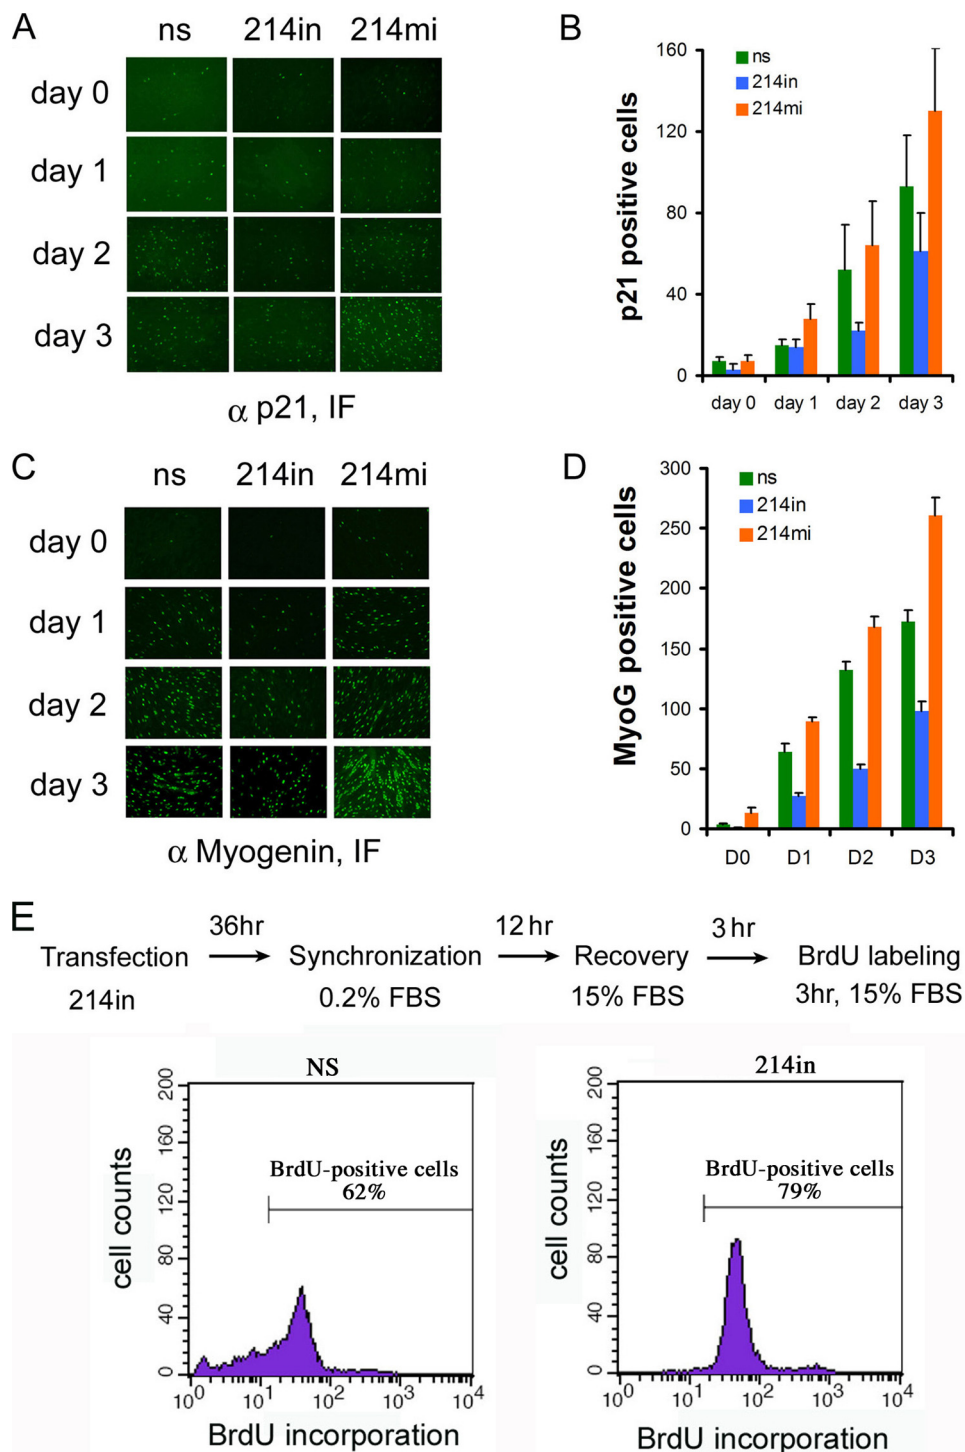 A
ns 214in 214mi
day 0
day 1
day 2
day 3
α p21, IF
B
p21 positive cells
160
120
80
40
0
ns
214in
214mi
day 0 day 1 day 2 day 3
C
ns 214in 214mi
day 0
day 1
day 2
day 3
α Myogenin, IF
D
MyoG positive cells
300
250
200
150
100
50
0
ns
214in
214mi
D0 D1 D2 D3
E
Transfection 36hr Synchronization 12 hr Recovery 3 hr BrdU labeling
214in 0.2% FBS 15% FBS 3hr, 15% FBS
NS
cell counts
200
160
120
80
40
0
BrdU-positive cells
62%
10^0 10^1 10^2 10^3 10^4
BrdU incorporation
214in
cell counts
200
160
120
80
40
0
BrdU-positive cells
79%
10^0 10^1 10^2 10^3 10^4
BrdU incorporation